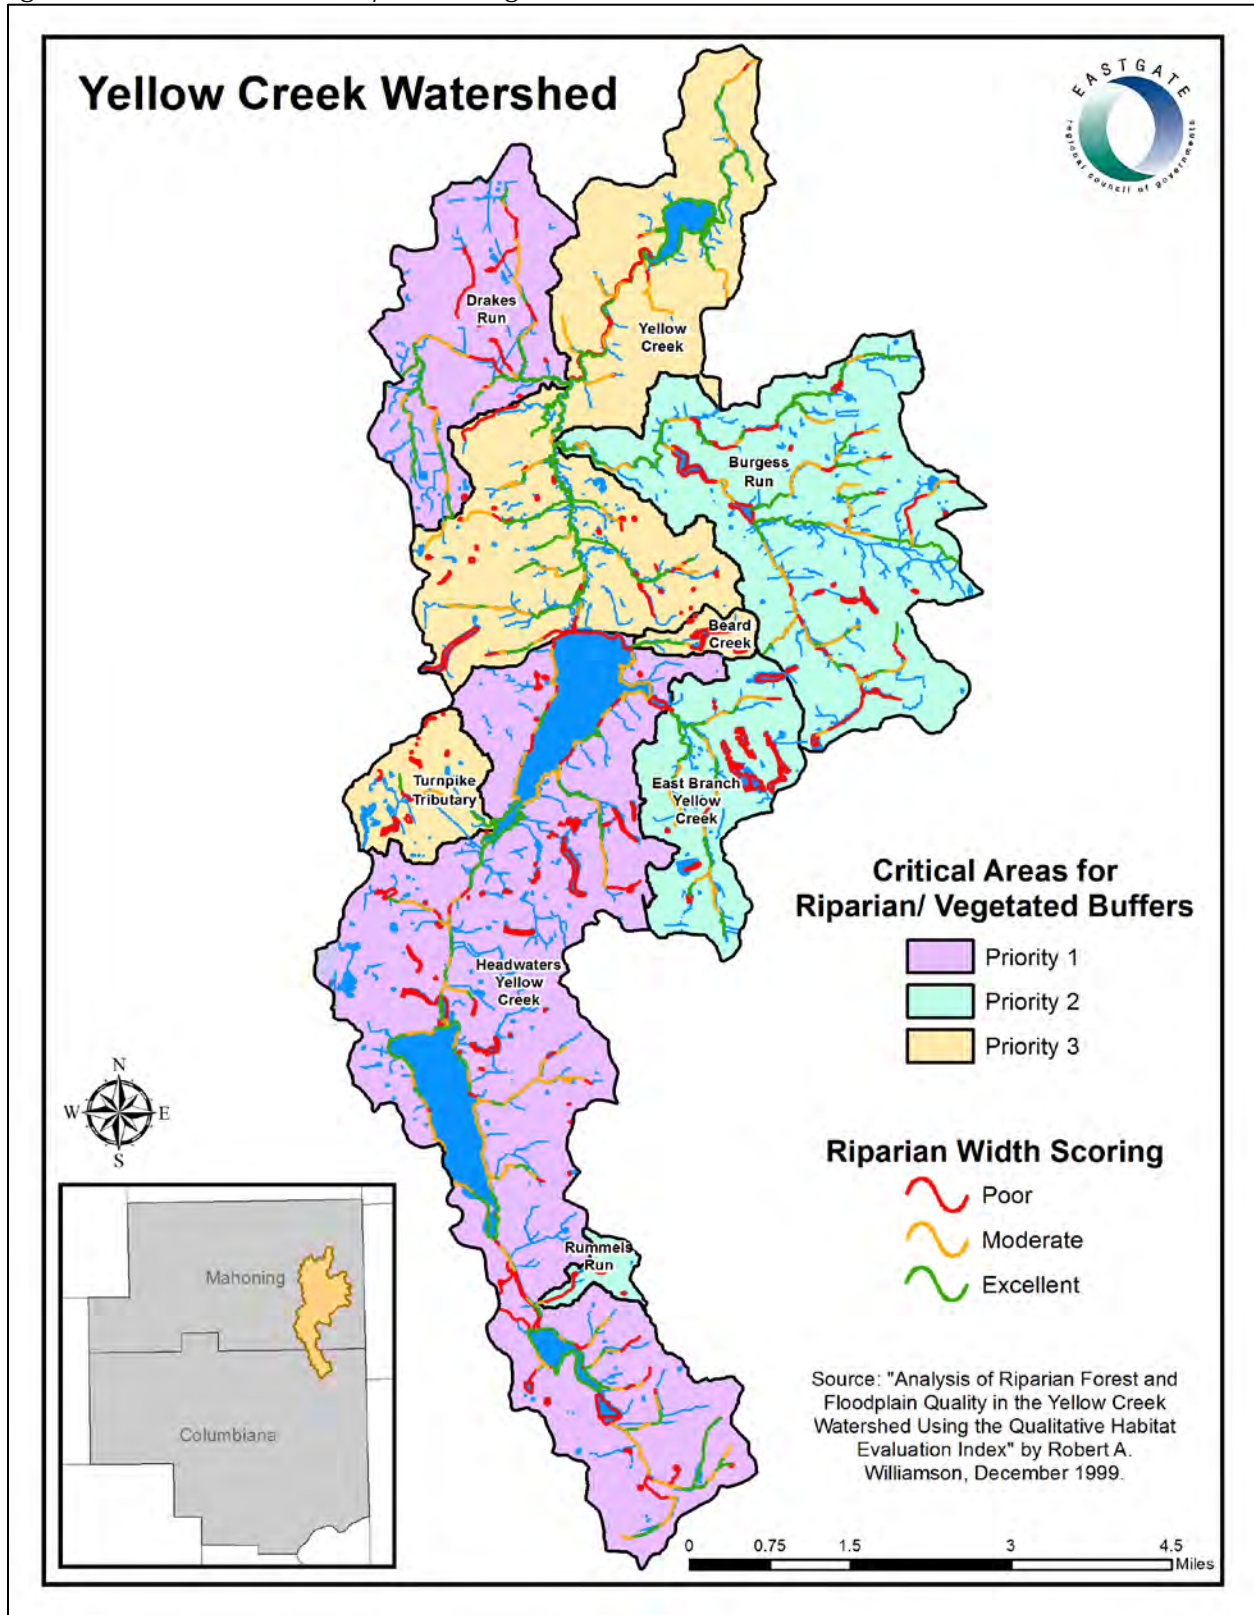 Yellow Creek Watershed
EASTGATE
regional council of governments
Drakes
Run
Yellow
Creek
Burgess
Run
Beard
Creek
Turnpike
Tributary
East Branch
Yellow
Creek
Headwaters
Yellow
Creek
Rummels
Run
Critical Areas for
Riparian/ Vegetated Buffers
Priority 1
Priority 2
Priority 3
N
W
E
S
Riparian Width Scoring
Poor
Moderate
Excellent
Mahoning
Columbiana
Source: "Analysis of Riparian Forest and
Floodplain Quality in the Yellow Creek
Watershed Using the Qualitative Habitat
Evaluation Index" by Robert A.
Williamson, December 1999.
0 0.75 1.5 3 4.5
Miles